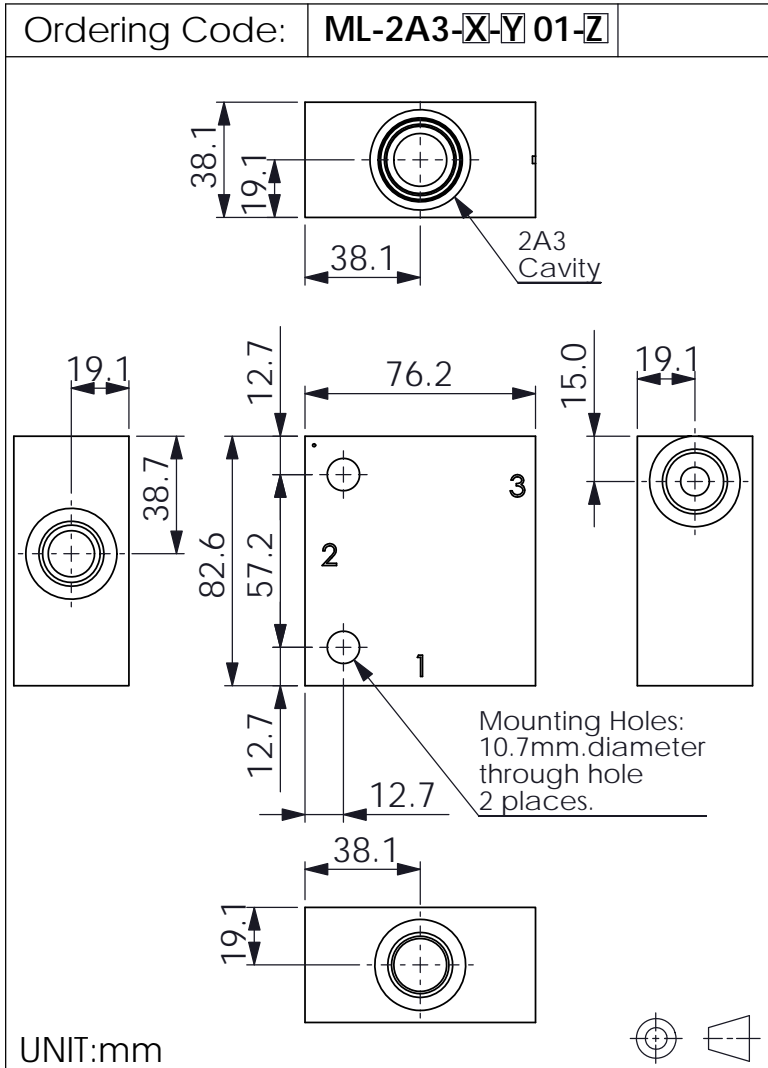 Ordering Code: ML-2A3-X-Y 01-Z
38.1
19.1
38.1
2A3
Cavity
19.1
12.7
76.2
15.0
19.1
38.7
82.6
57.2
3
2
1
12.7
12.7
Mounting Holes:
10.7mm.diameter
through hole
2 places.
38.1
19.1
UNIT:mm